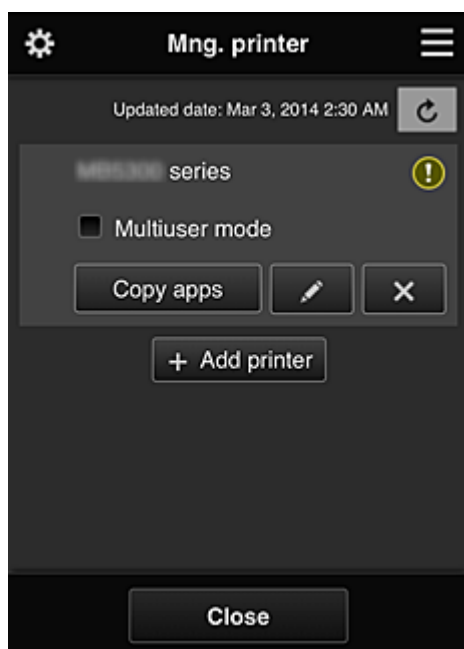 Mng. printer
Updated date: Mar 3, 2014 2:30 AM
series
Multiuser mode
Copy apps
+ Add printer
Close